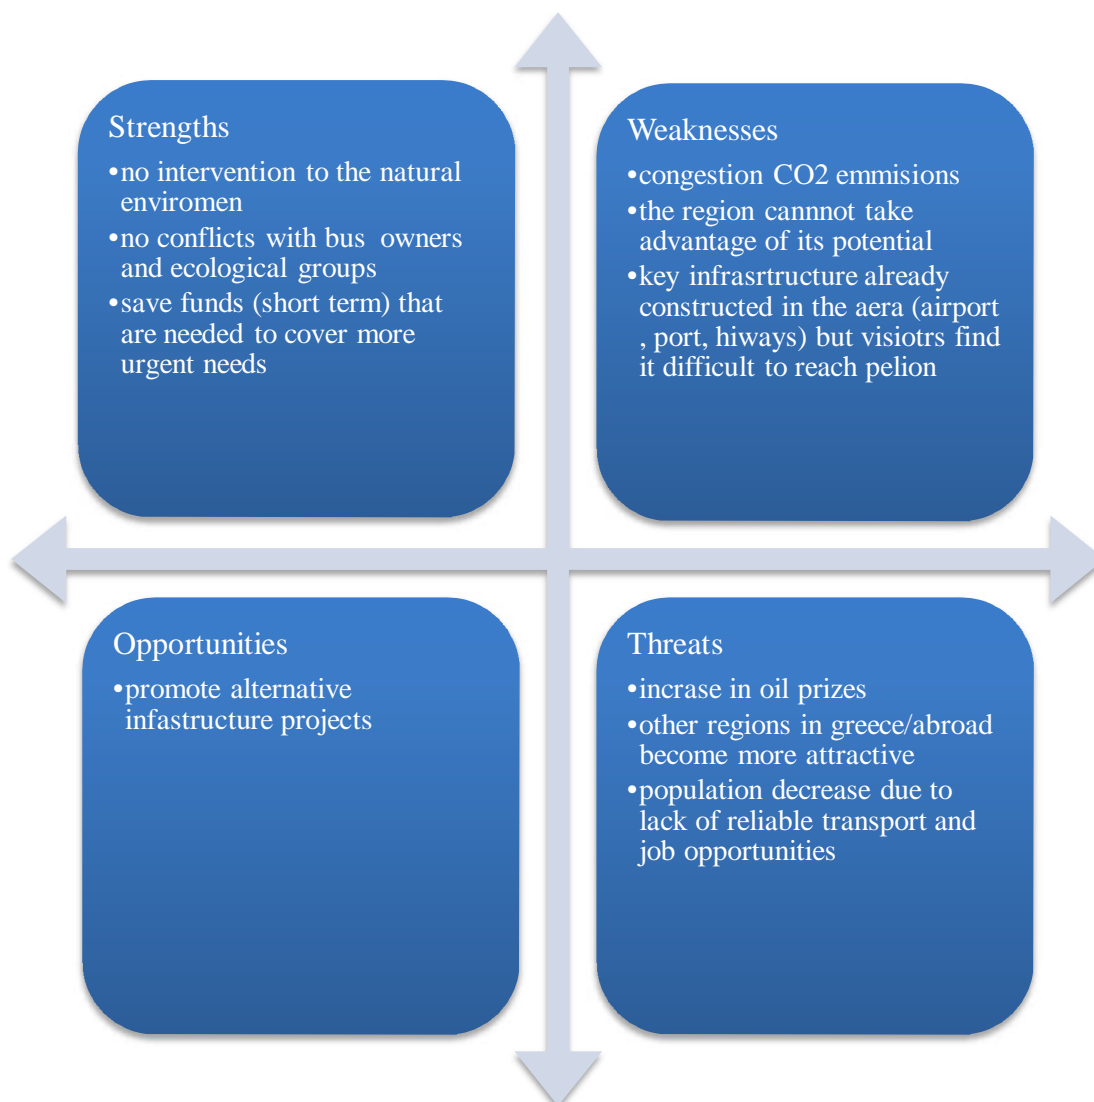 Strengths
•no intervention to the natural
enviromen
•no conflicts with bus owners
and ecological groups
•save funds (short term) that
are needed to cover more
urgent needs
Weaknesses
•congestion CO2 emmisions
•the region cannnot take
advantage of its potential
•key infrasrtructure already
constructed in the aera (airport
, port, hiways) but visiotrs find
it difficult to reach pelion
Opportunities
•promote alternative
infastructure projects
Threats
•incrase in oil prizes
•other regions in greece/abroad
become more attractive
•population decrease due to
lack of reliable transport and
job opportunities